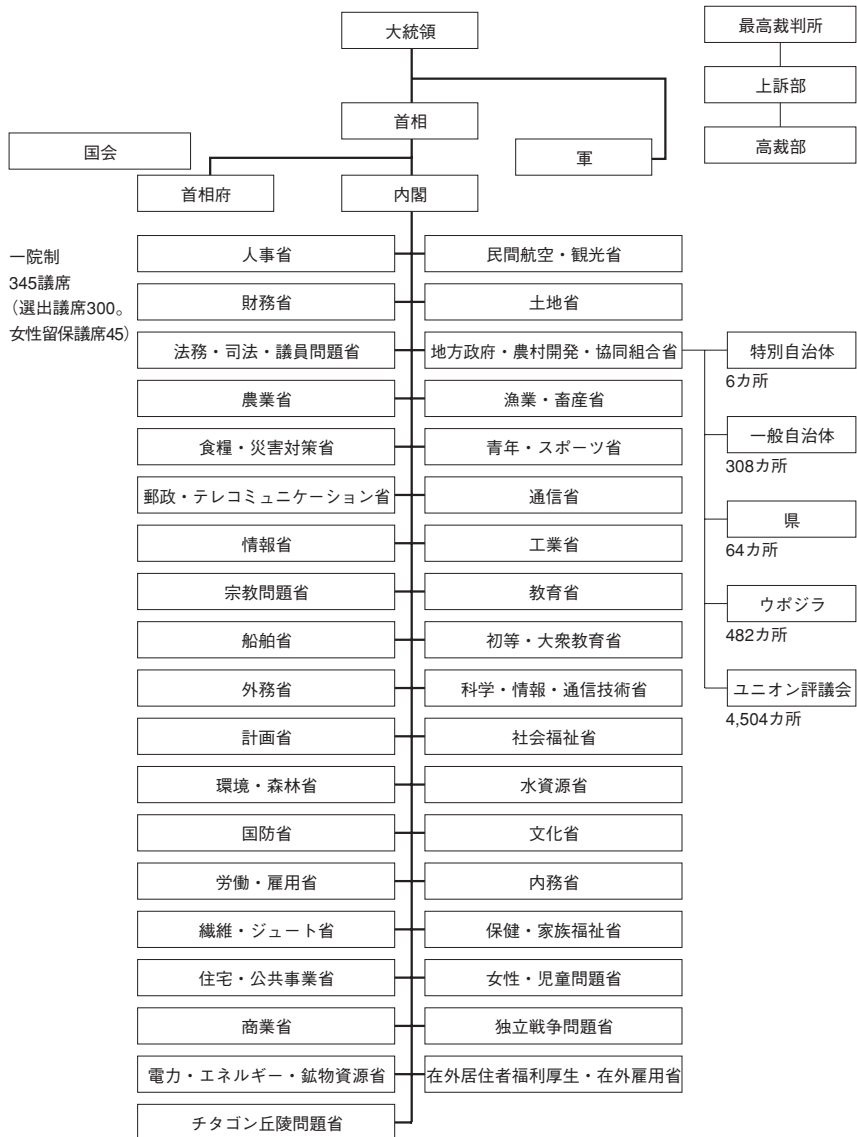 大統領
最高裁判所
上訴部
首相
高裁部
国会
軍
首相府
内閣
一院制
345議席
（選出議席300。
女性留保議席45）
人事省
民間航空・観光省
財務省
土地省
法務・司法・議員問題省
地方政府・農村開発・協同組合省
特別自治体
6カ所
農業省
漁業・畜産省
一般自治体
308カ所
食糧・災害対策省
青年・スポーツ省
郵政・テレコミュニケーション省
通信省
県
64カ所
情報省
工業省
宗教問題省
教育省
ウポジラ
482カ所
船舶省
初等・大衆教育省
外務省
科学・情報・通信技術省
ユニオン評議会
4,504カ所
計画省
社会福祉省
環境・森林省
水資源省
国防省
文化省
労働・雇用省
内務省
繊維・ジュート省
保健・家族福祉省
住宅・公共事業省
女性・児童問題省
商業省
独立戦争問題省
電力・エネルギー・鉱物資源省
在外居住者福利厚生・在外雇用省
チタゴン丘陵問題省